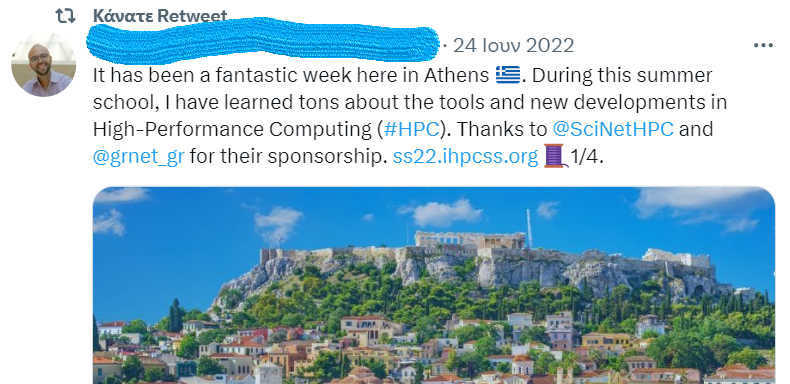 Κάνατε Retweet
· 24 Ιουν 2022
It has been a fantastic week here in Athens 🇬🇷. During this summer
school, I have learned tons about the tools and new developments in
High-Performance Computing (#HPC). Thanks to @SciNetHPC and
@grnet_gr for their sponsorship. ss22.ihpcss.org 🧵 1/4.